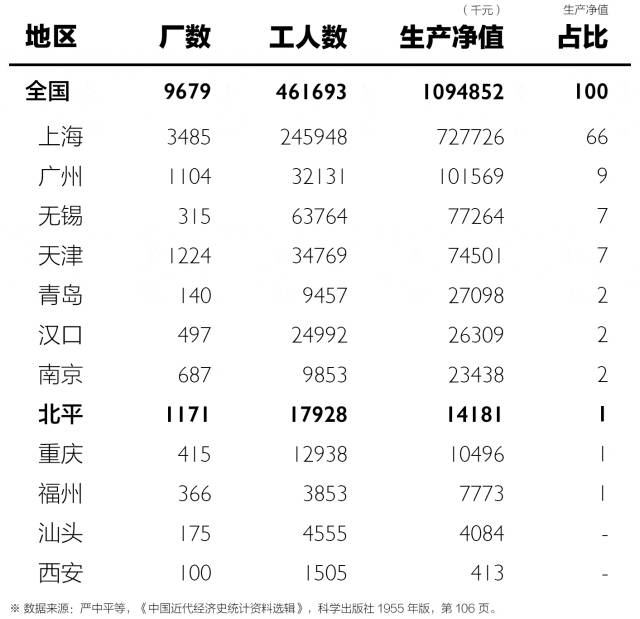 （千元） 生产净值
地区 厂数 工人数 生产净值 占比
全国 9679 461693 1094852 100
上海 3485 245948 727726 66
广州 1104 32131 101569 9
无锡 315 63764 77264 7
天津 1224 34769 74501 7
青岛 140 9457 27098 2
汉口 497 24992 26309 2
南京 687 9853 23438 2
北平 1171 17928 14181 1
重庆 415 12938 10496 1
福州 366 3853 7773 1
汕头 175 4555 4084 -
西安 100 1505 413 -
※ 数据来源：严中平等，《中国近代经济史统计资料选辑》，科学出版社 1955 年版，第 106 页。